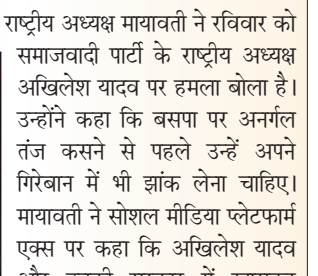 राष्ट्रीय अध्यक्ष मायावती ने रविवार को
समाजवादी पार्टी के राष्ट्रीय अध्यक्ष
अखिलेश यादव पर हमला बोला है।
उन्होंने कहा कि बसपा पर अनर्गल
तंज कसने से पहले उन्हें अपने
गिरेबान में भी झांक लेना चाहिए।
मायावती ने सोशल मीडिया प्लेटफार्म
एक्स पर कहा कि अखिलेश यादव